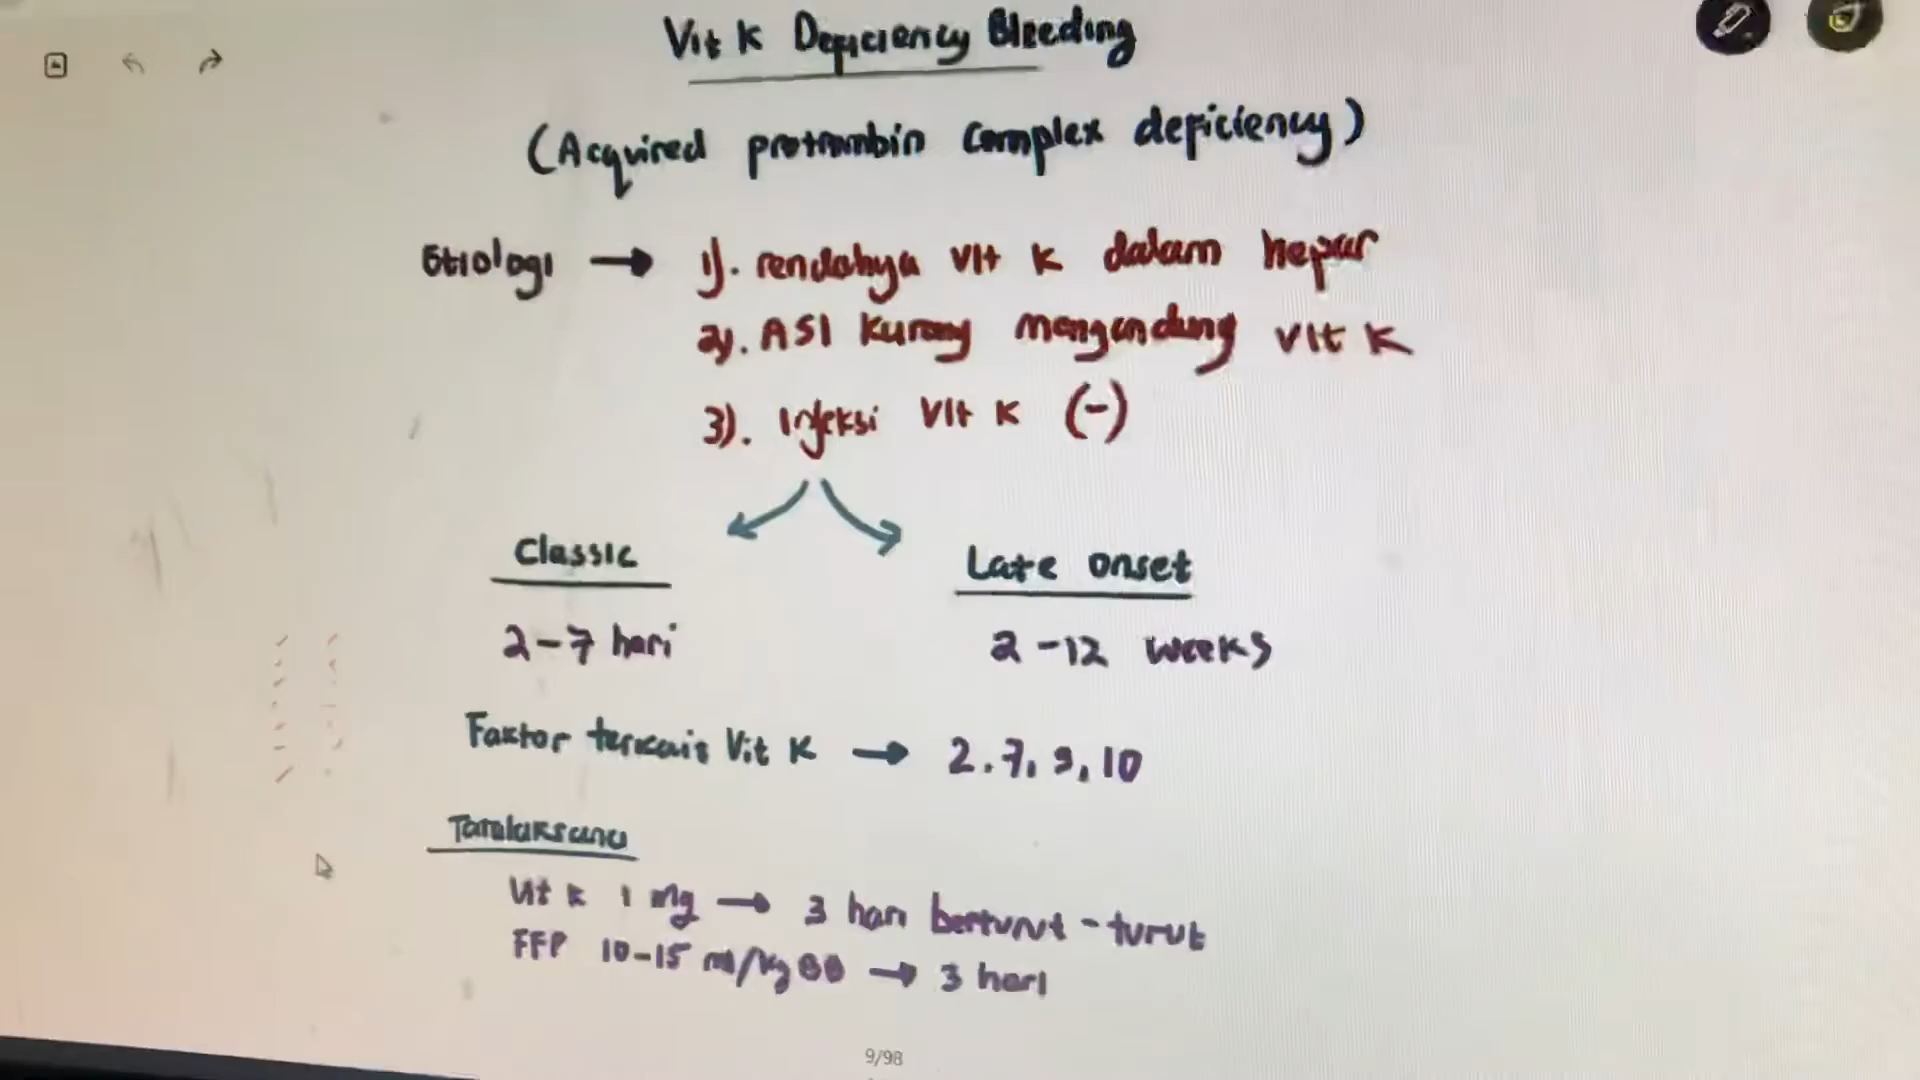 Vit K Deficiency Bleeding
(Acquired protrombin complex deficiency)
Etiologi → 1). rendahya vit K dalam hepar
2). ASI kurang mengandung vit K
3). Injeksi Vit K (-)
Classic
Late onset
2-7 hari
2-12 weeks
Faktor terkait Vit K → 2.7, 9, 10
Tatalaksana
Vit K 1 mg → 3 hari berturut-turut
FFP 10-15 ml/kg BB → 3 hari
9/98